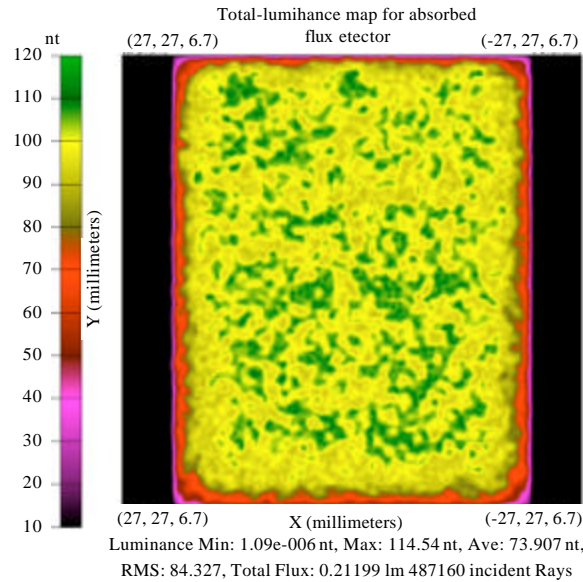 Total-lumihance map for absorbed
flux etector
(27, 27, 6.7)
(-27, 27, 6.7)
nt
120
110
100
90
80
70
60
50
40
30
20
10
Y (millimeters)
(27, 27, 6.7)
X (millimeters)
(-27, 27, 6.7)
Luminance Min: 1.09e-006 nt, Max: 114.54 nt, Ave: 73.907 nt,
RMS: 84.327, Total Flux: 0.21199 lm 487160 incident Rays